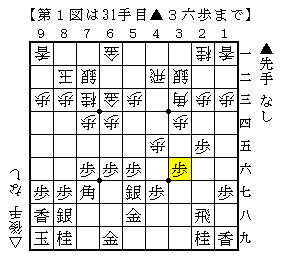 【第1図は31手目▲3六歩まで】
9 8 7 6 5 4 3 2 1
香 金 桂 香 一
玉 銀 飛 銀 二
歩 歩 桂 金 歩 角 歩 歩 三
歩 歩 歩 四
歩 歩 五
歩 歩 歩 歩 六
歩 歩 角 銀 歩 歩 七
香 銀 金 飛 八
玉 桂 金 桂 香 九
▲先手 なし
△後手 なし